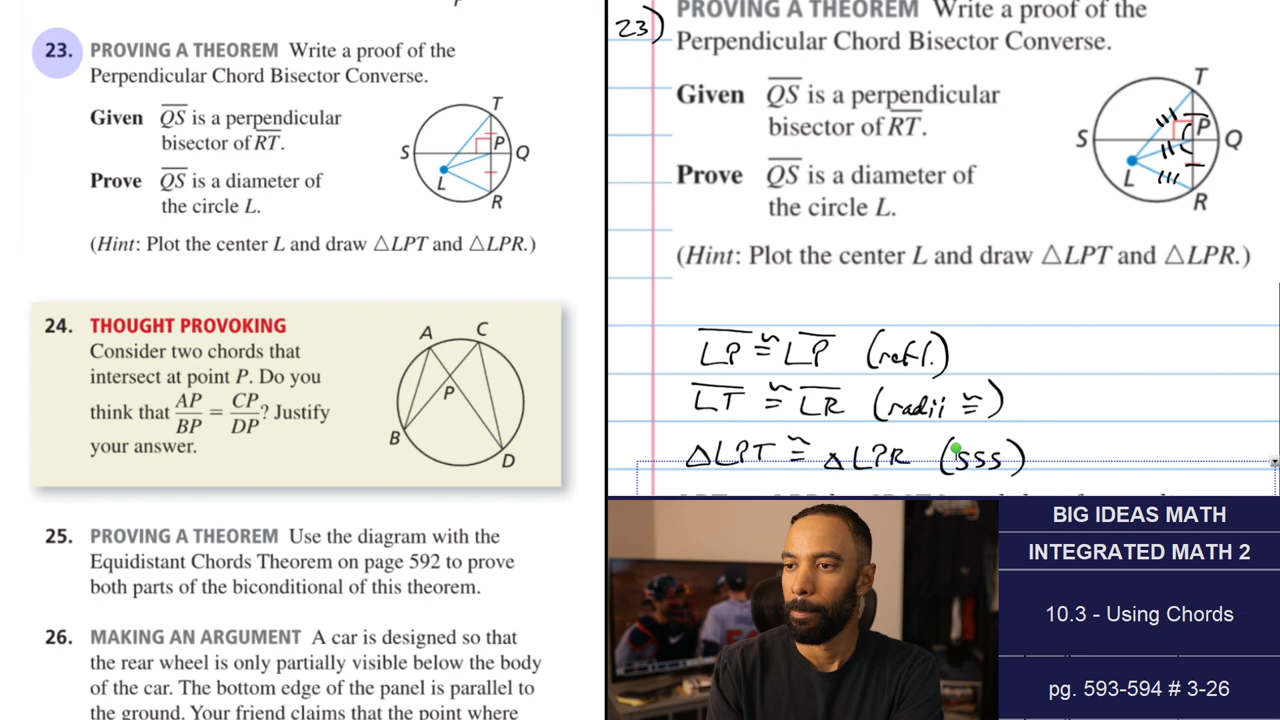 23. PROVING A THEOREM Write a proof of the
Perpendicular Chord Bisector Converse.
Given QS is a perpendicular
bisector of RT.
Prove QS is a diameter of
the circle L.
(Hint: Plot the center L and draw △LPT and △LPR.)
T
S
P
Q
L
R
24. THOUGHT PROVOKING
Consider two chords that
intersect at point P. Do you
think that AP/BP = CP/DP? Justify
your answer.
A
C
P
B
D
25. PROVING A THEOREM Use the diagram with the
Equidistant Chords Theorem on page 592 to prove
both parts of the biconditional of this theorem.
26. MAKING AN ARGUMENT A car is designed so that
the rear wheel is only partially visible below the body
of the car. The bottom edge of the panel is parallel to
the ground. Your friend claims that the point where
23) PROVING A THEOREM Write a proof of the
Perpendicular Chord Bisector Converse.
Given QS is a perpendicular
bisector of RT.
Prove QS is a diameter of
the circle L.
(Hint: Plot the center L and draw △LPT and △LPR.)
T
S
P
Q
L
R
LP ≅ LP (refl.)
LT ≅ LR (radii ≅)
△LPT ≅ △LPR (SSS)
BIG IDEAS MATH
INTEGRATED MATH 2
10.3 - Using Chords
pg. 593-594 # 3-26